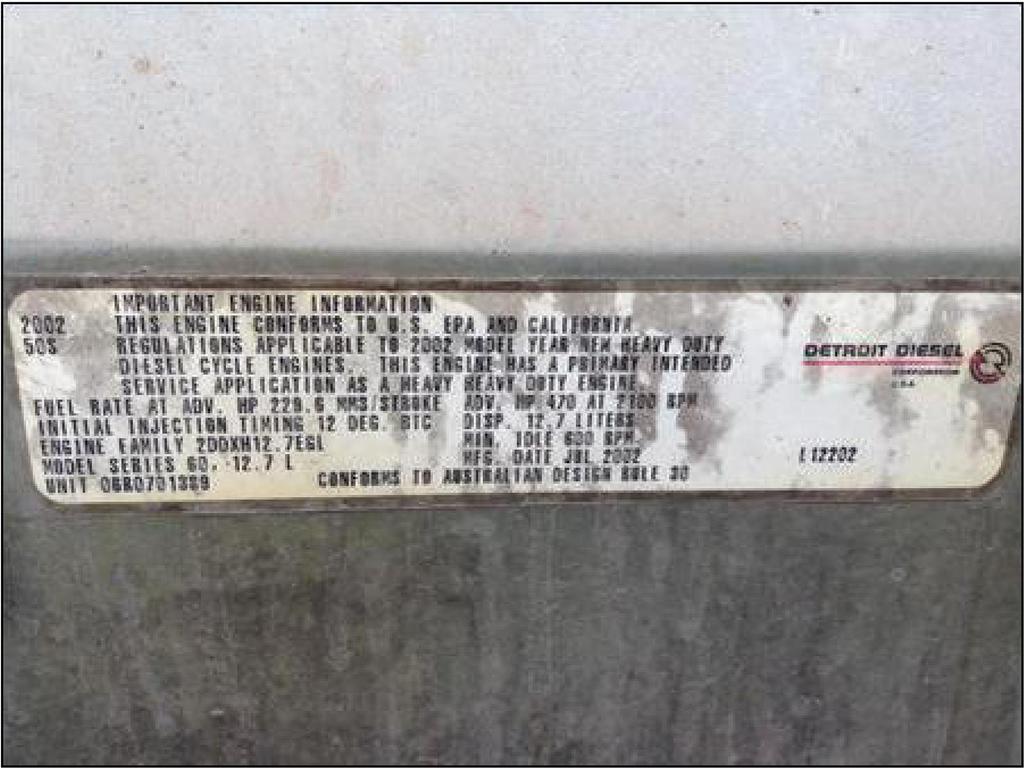 IMPORTANT ENGINE INFORMATION
2002 THIS ENGINE CONFORMS TO U.S. EPA AND CALIFORNIA
50S REGULATIONS APPLICABLE TO 2002 MODEL YEAR NEW HEAVY DUTY
DIESEL CYCLE ENGINES. THIS ENGINE HAS A PRIMARY INTENDED
SERVICE APPLICATION AS A HEAVY HEAVY DUTY ENGINE.
FUEL RATE AT ADV. HP 229.6 MM3/STROKE ADV. HP 470 AT 2100 RPM
INITIAL INJECTION TIMING 12 DEG. BTC DISP. 12.7 LITERS
ENGINE FAMILY 2DDXH12.7EGL MIN. IDLE 600 RPM
MODEL SERIES 60, 12.7 L MFG. DATE JUL 2002
UNIT 06R0701389 CONFORMS TO AUSTRALIAN DESIGN RULE 30
DETROIT DIESEL
CORPORATION
U.S.A.
L12202